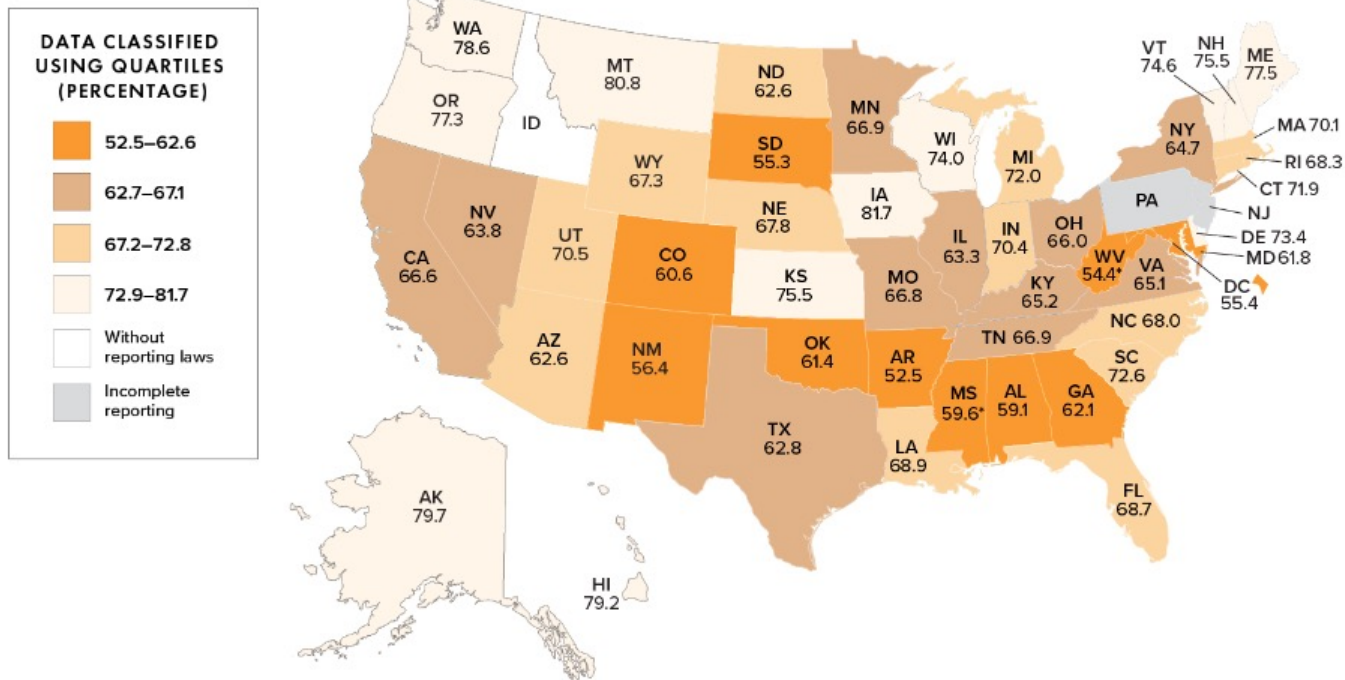 DATA CLASSIFIED
USING QUARTILES
(PERCENTAGE)
52.5–62.6
62.7–67.1
67.2–72.8
72.9–81.7
Without
reporting laws
Incomplete
reporting
WA
78.6
OR
77.3
ID
MT
80.8
ND
62.6
MN
66.9
WI
74.0
MI
72.0
SD
55.3
WY
67.3
NE
67.8
IA
81.7
NV
63.8
CA
66.6
UT
70.5
CO
60.6
KS
75.5
MO
66.8
IL
63.3
IN
70.4
OH
66.0
KY
65.2
WV
54.4*
VA
65.1
PA
NY
64.7
VT
74.6
NH
75.5
ME
77.5
MA 70.1
RI 68.3
CT 71.9
NJ
DE 73.4
MD 61.8
DC
55.4
AZ
62.6
NM
56.4
OK
61.4
AR
52.5
TN 66.9
NC 68.0
SC
72.6
MS
59.6*
AL
59.1
GA
62.1
TX
62.8
LA
68.9
FL
68.7
AK
79.7
HI
79.2